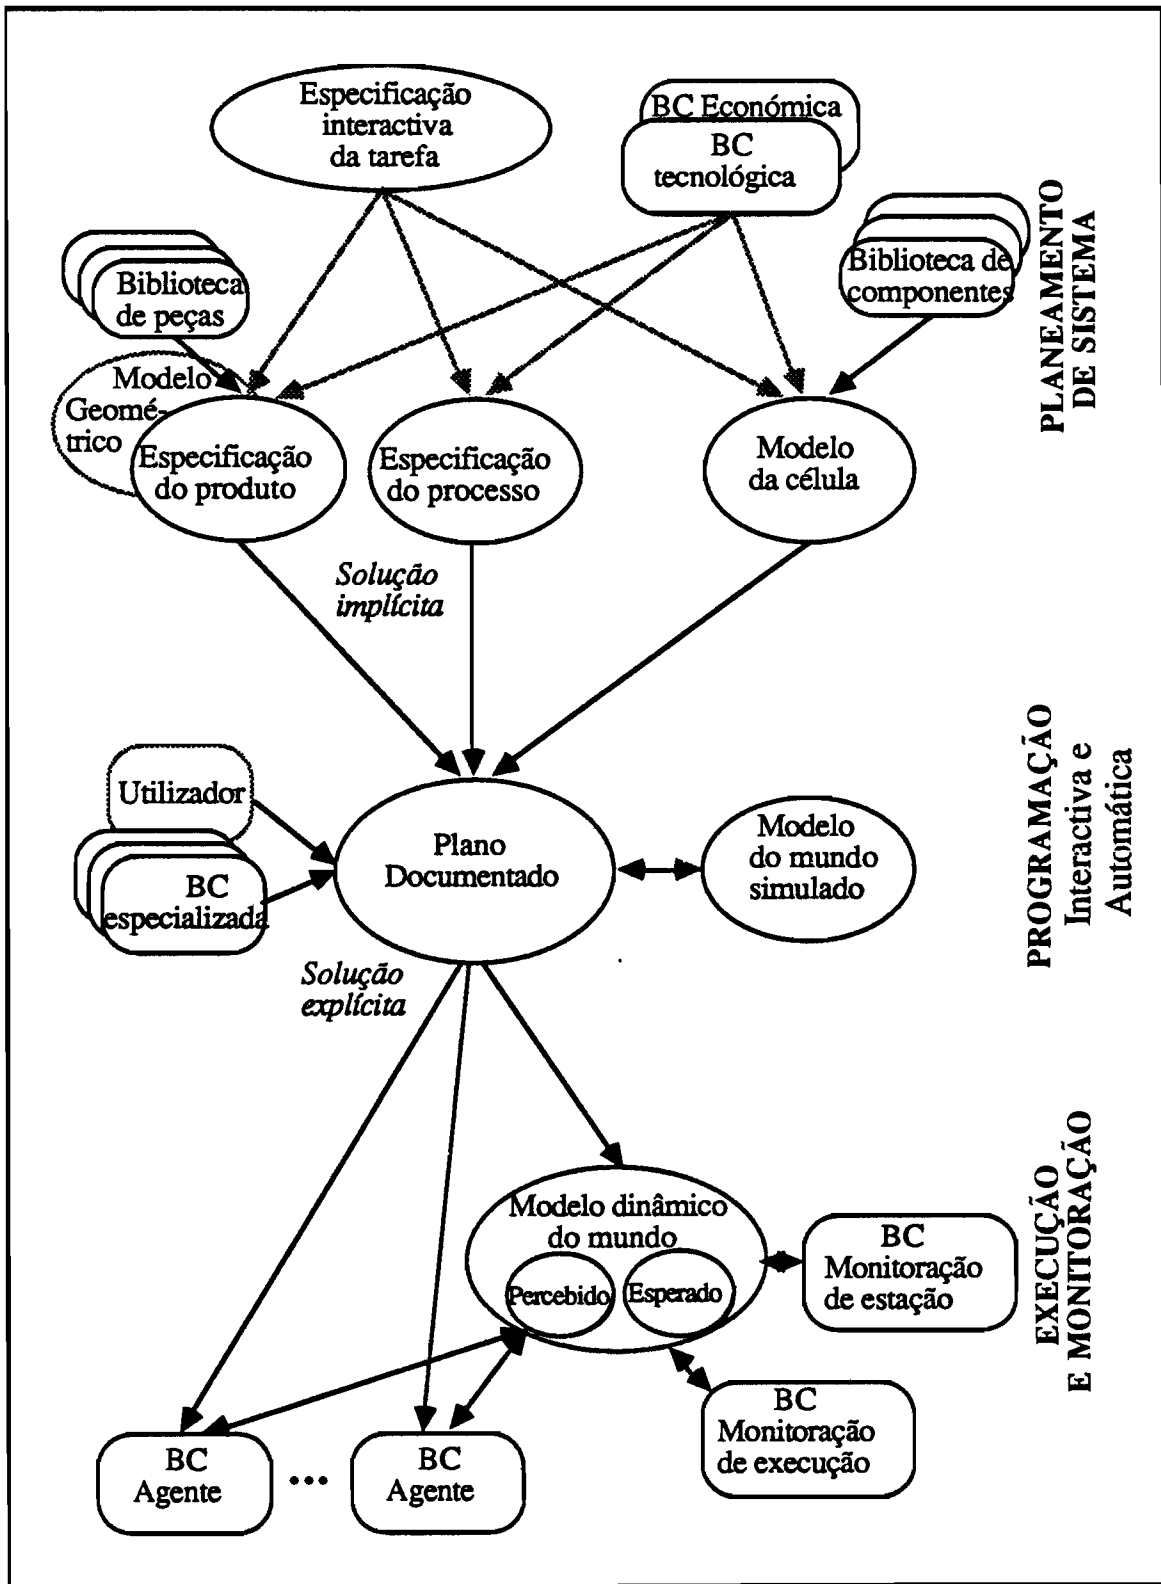 Especificação
interactiva
da tarefa
BC Económica
BC
tecnológica
Biblioteca
de peças
Biblioteca de
componentes
PLANEAMENTO
DE SISTEMA
Modelo
Geomé-
trico
Especificação
do produto
Especificação
do processo
Modelo
da célula
Solução
implícita
Utilizador
BC
especializada
Plano
Documentado
Modelo
do mundo
simulado
PROGRAMAÇÃO
Interactiva e
Automática
Solução
explícita
Modelo dinâmico
do mundo
Percebido
Esperado
BC
Monitoração
de estação
BC
Monitoração
de execução
EXECUÇÃO
E MONITORAÇÃO
BC
Agente
...
BC
Agente